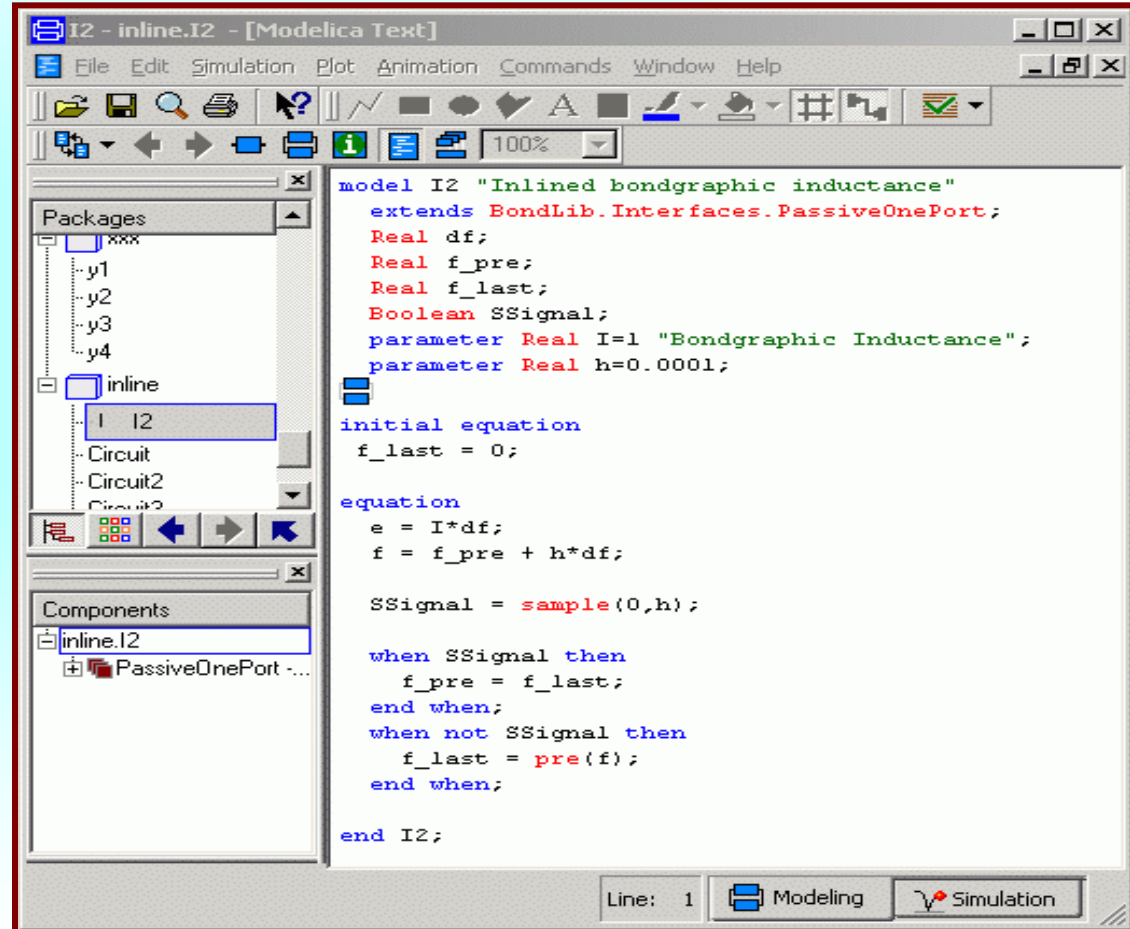 I2 - inline.I2 - [Modelica Text]
File Edit Simulation Plot Animation Commands Window Help
100%
Packages
xxx
y1
y2
y3
y4
inline
I I2
Circuit
Circuit2
Circuit3
Components
inline.I2
PassiveOnePort -...
model I2 "Inlined bondgraphic inductance"
extends BondLib.Interfaces.PassiveOnePort;
Real df;
Real f_pre;
Real f_last;
Boolean SSignal;
parameter Real I=1 "Bondgraphic Inductance";
parameter Real h=0.0001;
initial equation
f_last = 0;
equation
e = I*df;
f = f_pre + h*df;
SSignal = sample(0,h);
when SSignal then
f_pre = f_last;
end when;
when not SSignal then
f_last = pre(f);
end when;
end I2;
Line: 1 Modeling Simulation